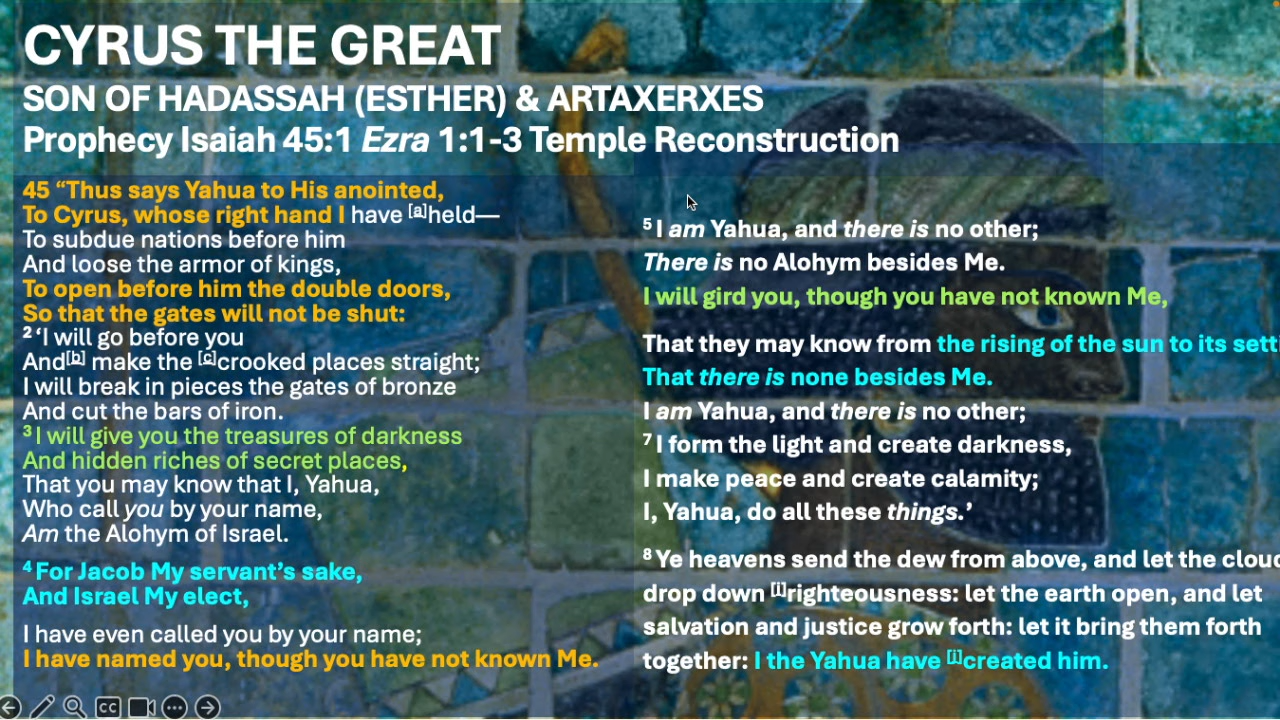 CYRUS THE GREAT
SON OF HADASSAH (ESTHER) & ARTAXERXES
Prophecy Isaiah 45:1 Ezra 1:1-3 Temple Reconstruction
45 “Thus says Yahua to His anointed,
To Cyrus, whose right hand I have [a]held—
To subdue nations before him
And loose the armor of kings,
To open before him the double doors,
So that the gates will not be shut:
2 ‘I will go before you
And[b] make the [c]crooked places straight;
I will break in pieces the gates of bronze
And cut the bars of iron.
3 I will give you the treasures of darkness
And hidden riches of secret places,
That you may know that I, Yahua,
Who call you by your name,
Am the Alohym of Israel.
4 For Jacob My servant’s sake,
And Israel My elect,
I have even called you by your name;
I have named you, though you have not known Me.
5 I am Yahua, and there is no other;
There is no Alohym besides Me.
I will gird you, though you have not known Me,
That they may know from the rising of the sun to its setti
That there is none besides Me.
I am Yahua, and there is no other;
7 I form the light and create darkness,
I make peace and create calamity;
I, Yahua, do all these things.’
8 Ye heavens send the dew from above, and let the cloud
drop down [i]righteousness: let the earth open, and let
salvation and justice grow forth: let it bring them forth
together: I the Yahua have [j]created him.
CC